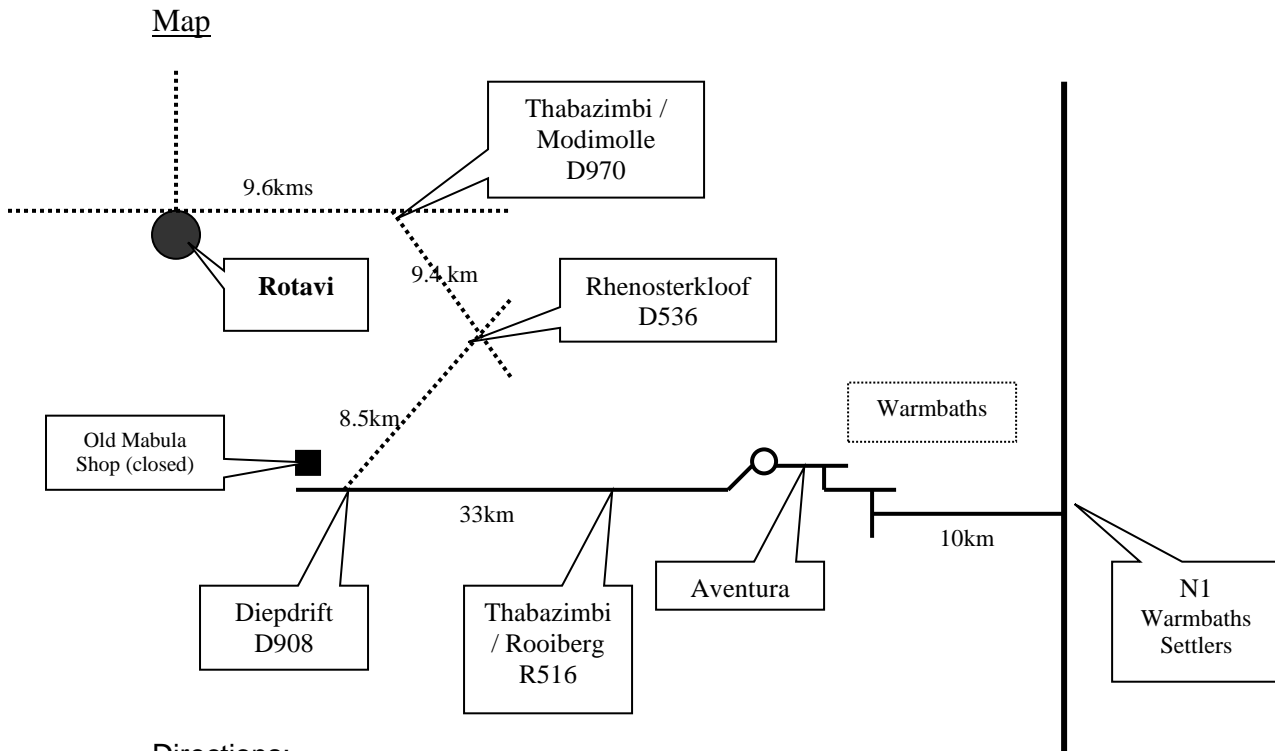 Map
Thabazimbi /
Modimolle
D970
9.6kms
9.4 km
Rotavi
Rhenosterkloof
D536
Warmbaths
8.5km
Old Mabula
Shop (closed)
33km
10km
Aventura
Diepdrift
D908
Thabazimbi
/ Rooiberg
R516
N1
Warmbaths
Settlers
Directions: